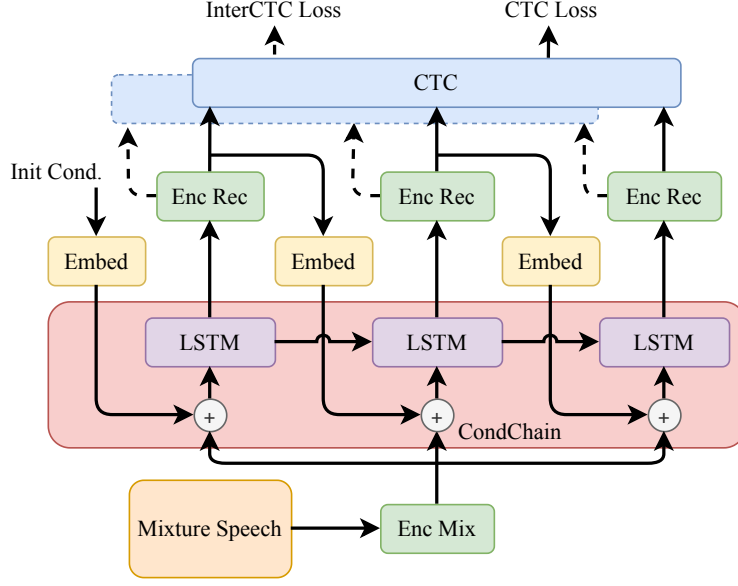 InterCTC Loss
CTC Loss
CTC
Init Cond.
Enc Rec
Enc Rec
Enc Rec
Embed
Embed
Embed
LSTM
LSTM
LSTM
+
+
+
CondChain
Mixture Speech
Enc Mix